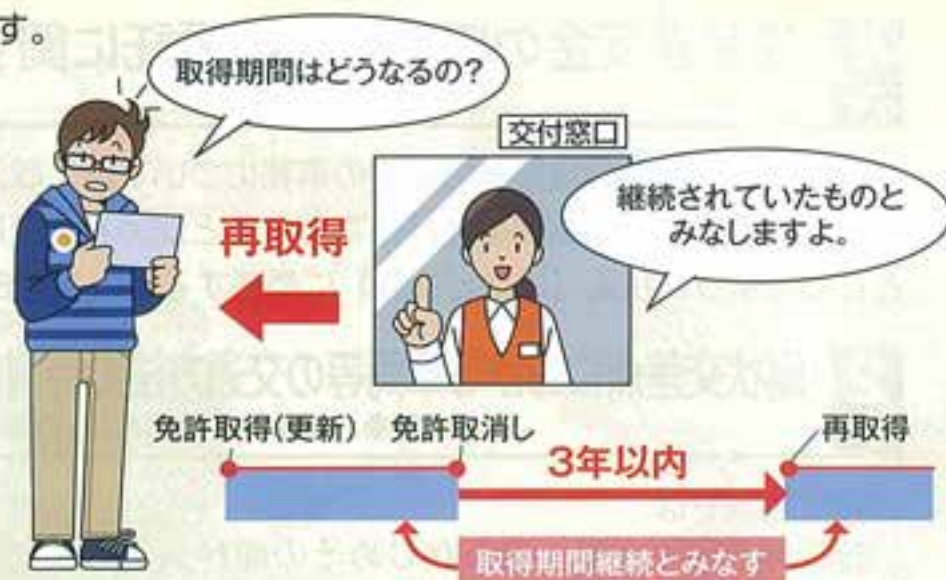 す。
取得期間はどうなるの?
交付窓口
継続されていたものと
みなしますよ。
再取得
免許取得(更新)
免許取消し
再取得
3年以内
取得期間継続とみなす